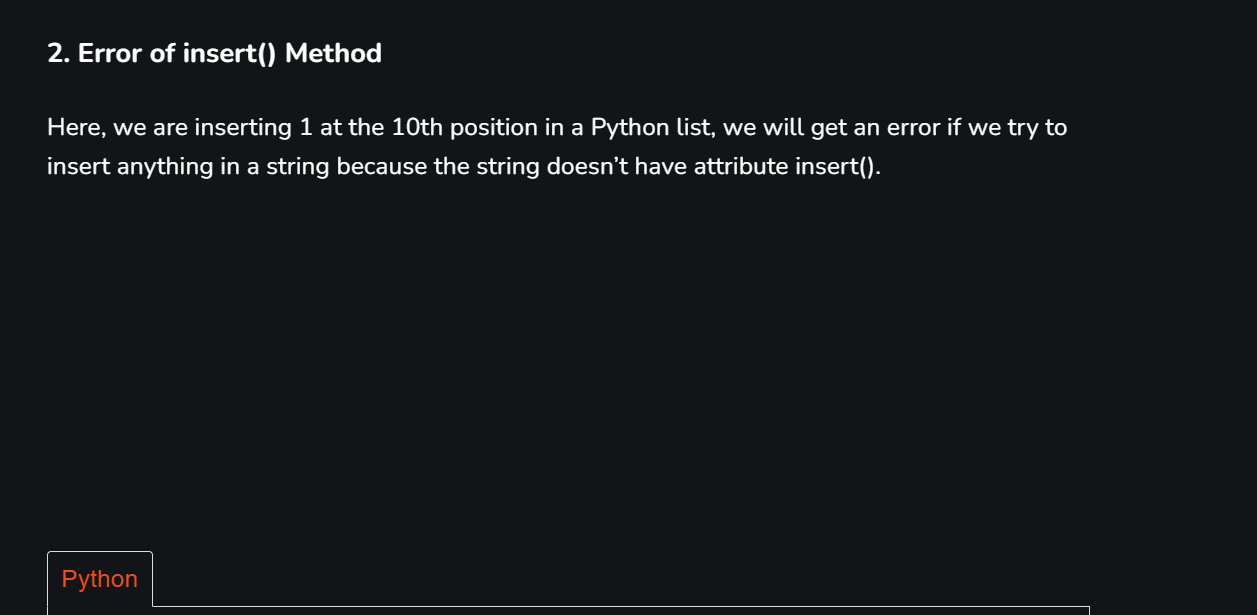 2. Error of insert() Method
Here, we are inserting 1 at the 10th position in a Python list, we will get an error if we try to
insert anything in a string because the string doesn’t have attribute insert().
Python